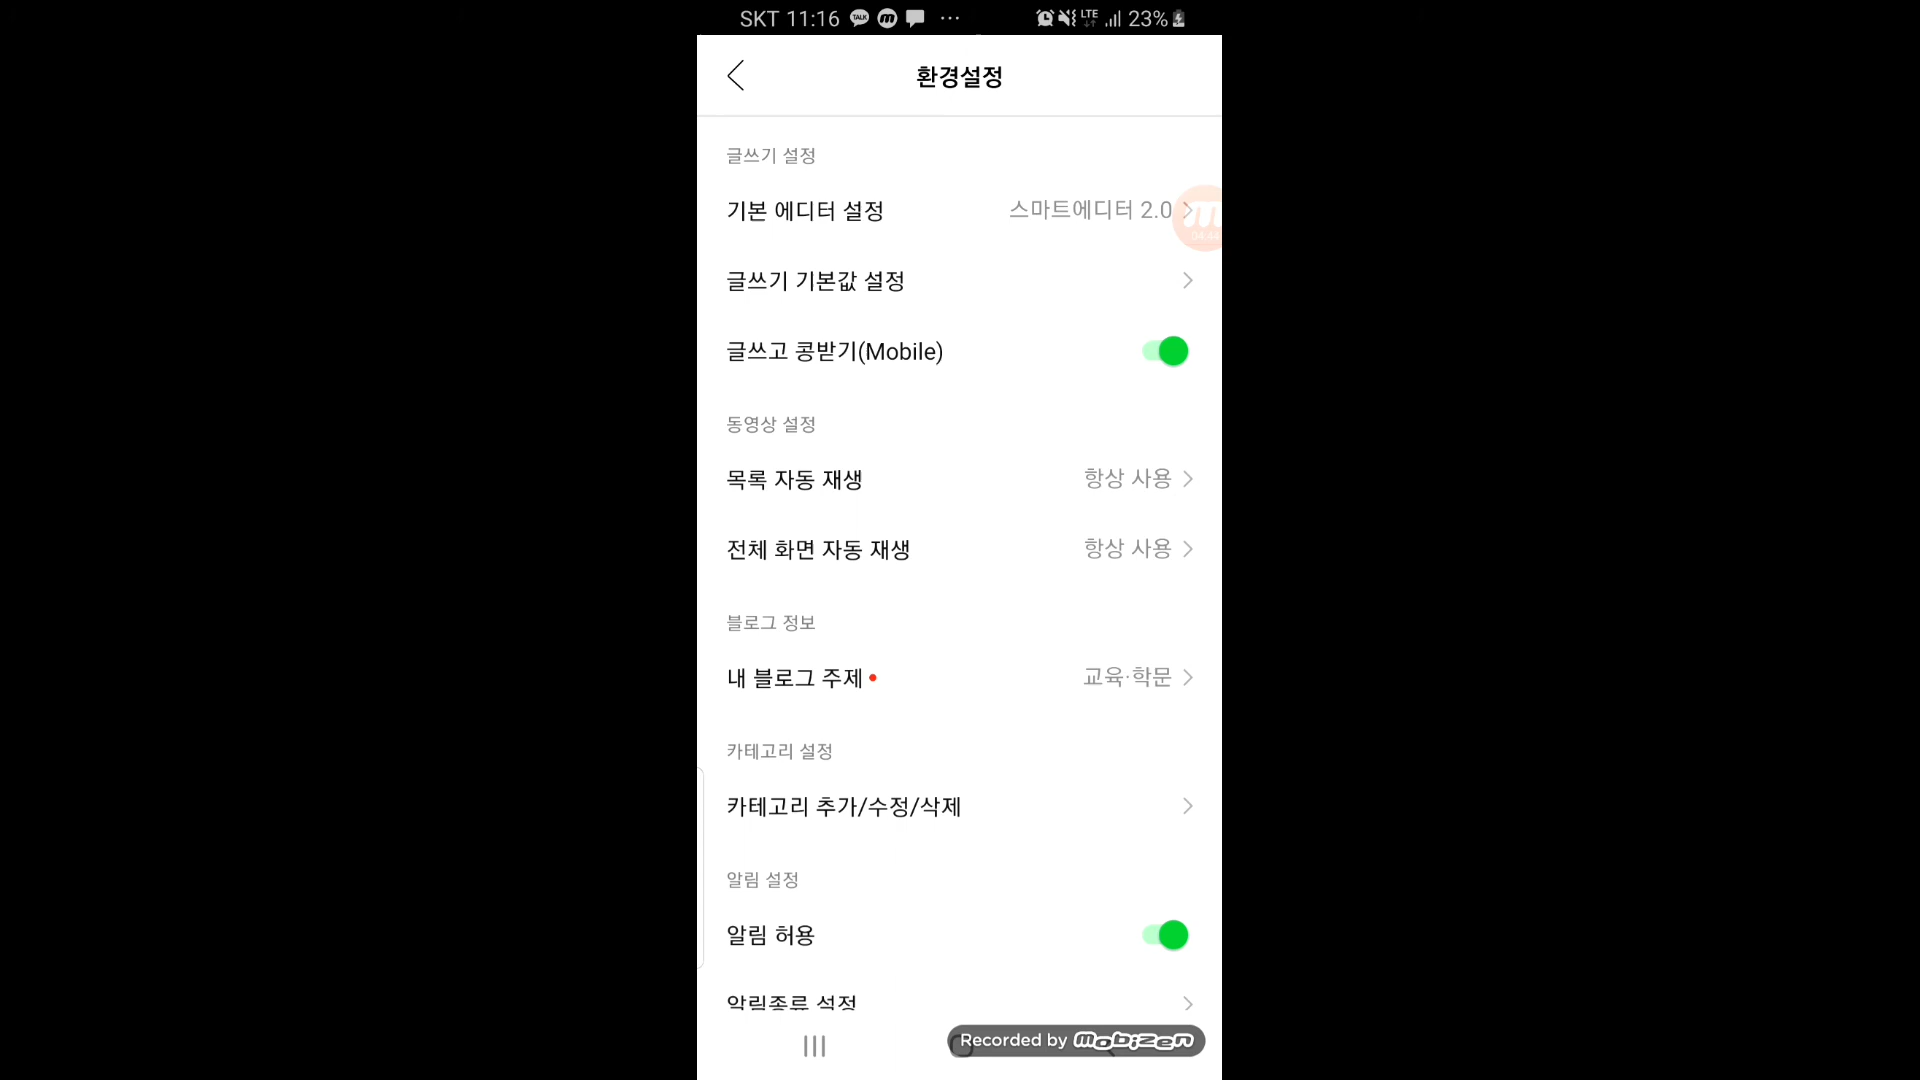 SKT 11:16 TALK m ··· LTE 23%
환경설정
글쓰기 설정
기본 에디터 설정 스마트에디터 2.0
04:44
글쓰기 기본값 설정
글쓰고 콩받기(Mobile)
동영상 설정
목록 자동 재생 항상 사용
전체 화면 자동 재생 항상 사용
블로그 정보
내 블로그 주제 교육·학문
카테고리 설정
카테고리 추가/수정/삭제
알림 설정
알림 허용
알림종류 설정
Recorded by mobizen